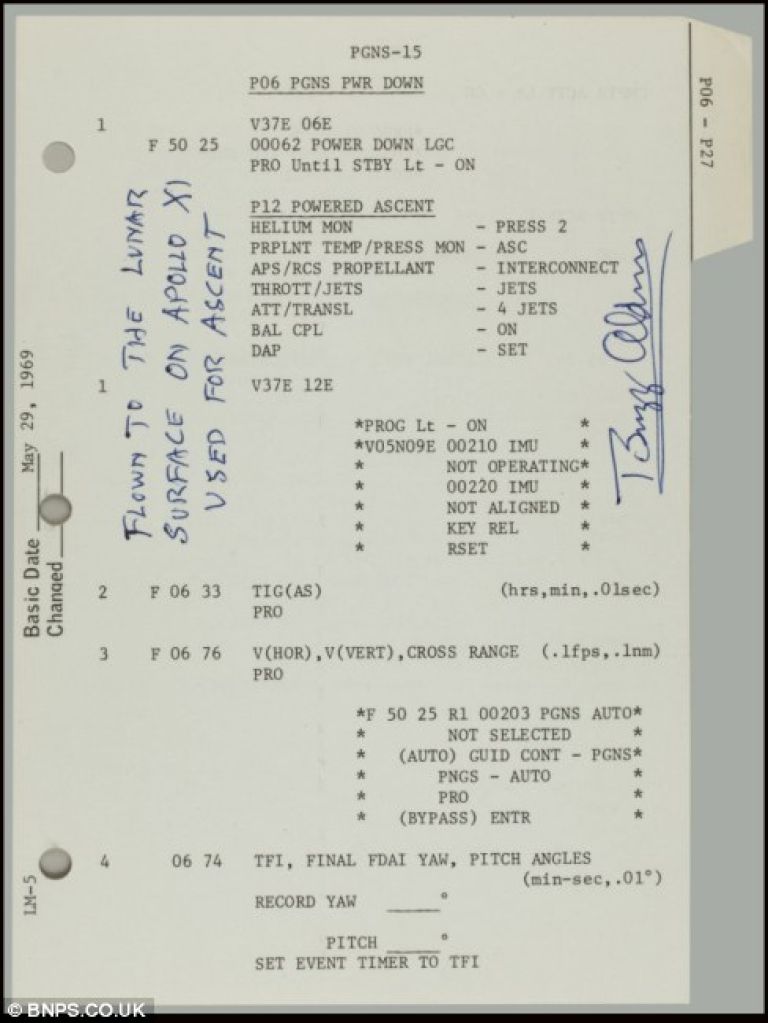 PGNS-15
P06 PGNS PWR DOWN
1 V37E 06E
F 50 25 00062 POWER DOWN LGC
PRO Until STBY Lt - ON
P12 POWERED ASCENT
HELIUM MON - PRESS 2
PRPLNT TEMP/PRESS MON - ASC
APS/RCS PROPELLANT - INTERCONNECT
THROTT/JETS - JETS
ATT/TRANSL - 4 JETS
BAL CPL - ON
DAP - SET
1 V37E 12E
*PROG Lt - ON *
*V05N09E 00210 IMU *
* NOT OPERATING*
* 00220 IMU *
* NOT ALIGNED *
* KEY REL *
* RSET *
2 F 06 33 TIG(AS) (hrs,min,.01sec)
PRO
3 F 06 76 V(HOR),V(VERT),CROSS RANGE (.1fps,.1nm)
PRO
*F 50 25 R1 00203 PGNS AUTO*
* NOT SELECTED *
* (AUTO) GUID CONT - PGNS*
* PNGS - AUTO *
* PRO *
* (BYPASS) ENTR *
4 06 74 TFI, FINAL FDAI YAW, PITCH ANGLES
(min-sec,.01°)
RECORD YAW _____°
PITCH _____°
SET EVENT TIMER TO TFI
FLOWN TO THE LUNAR
SURFACE ON APOLLO XI
USED FOR ASCENT
Buzz Aldrin
P06 - P27
Basic Date May 29, 1969
Changed
LM-5
© BNPS.CO.UK